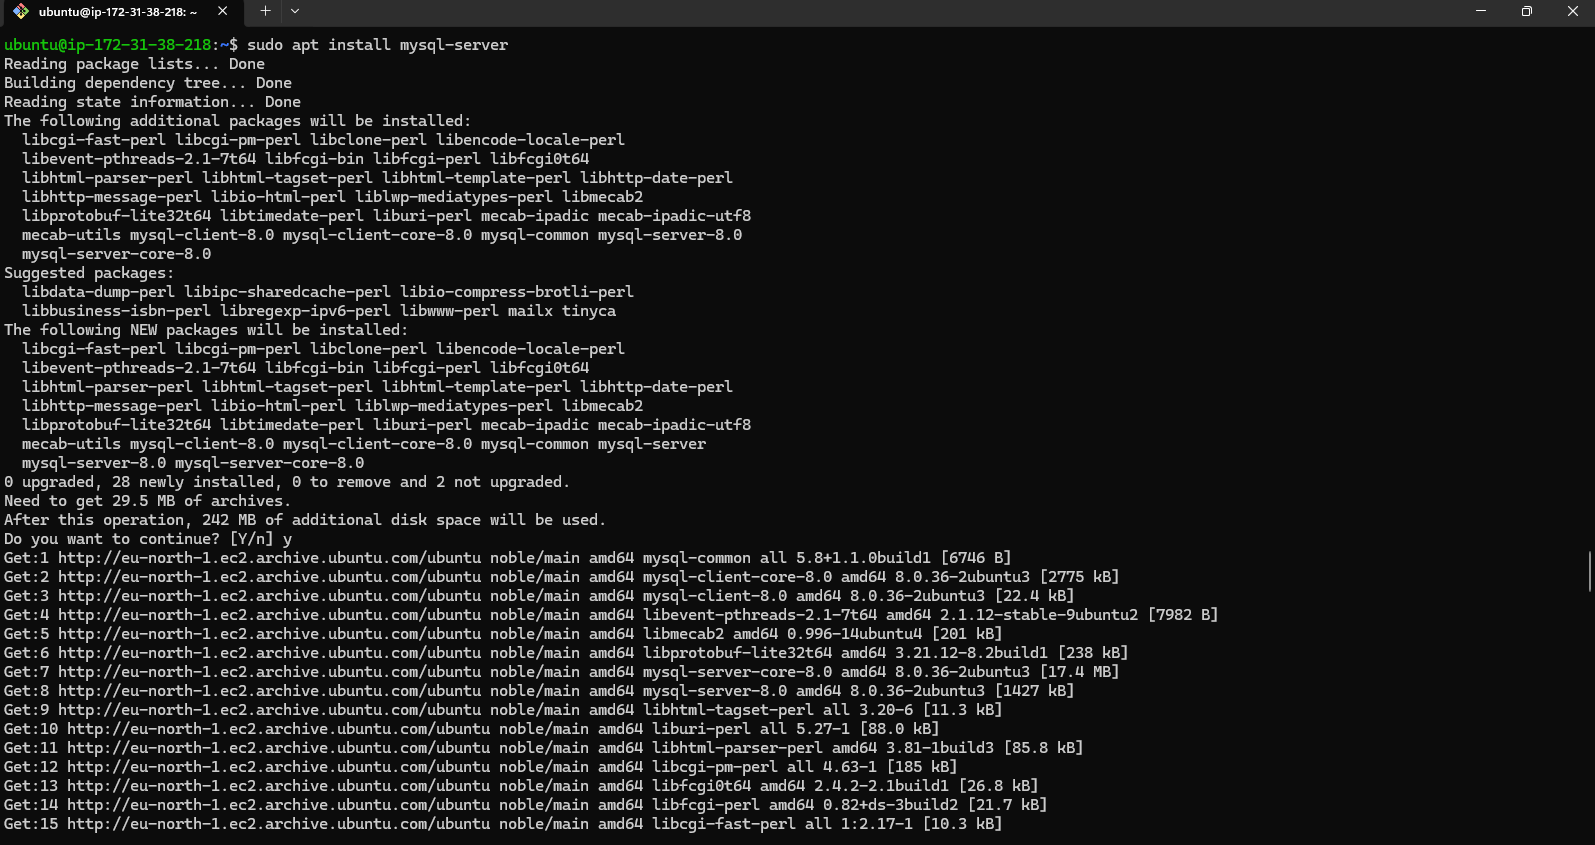 ubuntu@ip-172-31-38-218: ~
ubuntu@ip-172-31-38-218:~$ sudo apt install mysql-server
Reading package lists... Done
Building dependency tree... Done
Reading state information... Done
The following additional packages will be installed:
  libcgi-fast-perl libcgi-pm-perl libclone-perl libencode-locale-perl
  libevent-pthreads-2.1-7t64 libfcgi-bin libfcgi-perl libfcgi0t64
  libhtml-parser-perl libhtml-tagset-perl libhtml-template-perl libhttp-date-perl
  libhttp-message-perl libio-html-perl liblwp-mediatypes-perl libmecab2
  libprotobuf-lite32t64 libtimedate-perl liburi-perl mecab-ipadic mecab-ipadic-utf8
  mecab-utils mysql-client-8.0 mysql-client-core-8.0 mysql-common mysql-server-8.0
  mysql-server-core-8.0
Suggested packages:
  libdata-dump-perl libipc-sharedcache-perl libio-compress-brotli-perl
  libbusiness-isbn-perl libregexp-ipv6-perl libwww-perl mailx tinyca
The following NEW packages will be installed:
  libcgi-fast-perl libcgi-pm-perl libclone-perl libencode-locale-perl
  libevent-pthreads-2.1-7t64 libfcgi-bin libfcgi-perl libfcgi0t64
  libhtml-parser-perl libhtml-tagset-perl libhtml-template-perl libhttp-date-perl
  libhttp-message-perl libio-html-perl liblwp-mediatypes-perl libmecab2
  libprotobuf-lite32t64 libtimedate-perl liburi-perl mecab-ipadic mecab-ipadic-utf8
  mecab-utils mysql-client-8.0 mysql-client-core-8.0 mysql-common mysql-server
  mysql-server-8.0 mysql-server-core-8.0
0 upgraded, 28 newly installed, 0 to remove and 2 not upgraded.
Need to get 29.5 MB of archives.
After this operation, 242 MB of additional disk space will be used.
Do you want to continue? [Y/n] y
Get:1 http://eu-north-1.ec2.archive.ubuntu.com/ubuntu noble/main amd64 mysql-common all 5.8+1.1.0build1 [6746 B]
Get:2 http://eu-north-1.ec2.archive.ubuntu.com/ubuntu noble/main amd64 mysql-client-core-8.0 amd64 8.0.36-2ubuntu3 [2775 kB]
Get:3 http://eu-north-1.ec2.archive.ubuntu.com/ubuntu noble/main amd64 mysql-client-8.0 amd64 8.0.36-2ubuntu3 [22.4 kB]
Get:4 http://eu-north-1.ec2.archive.ubuntu.com/ubuntu noble/main amd64 libevent-pthreads-2.1-7t64 amd64 2.1.12-stable-9ubuntu2 [7982 B]
Get:5 http://eu-north-1.ec2.archive.ubuntu.com/ubuntu noble/main amd64 libmecab2 amd64 0.996-14ubuntu4 [201 kB]
Get:6 http://eu-north-1.ec2.archive.ubuntu.com/ubuntu noble/main amd64 libprotobuf-lite32t64 amd64 3.21.12-8.2build1 [238 kB]
Get:7 http://eu-north-1.ec2.archive.ubuntu.com/ubuntu noble/main amd64 mysql-server-core-8.0 amd64 8.0.36-2ubuntu3 [17.4 MB]
Get:8 http://eu-north-1.ec2.archive.ubuntu.com/ubuntu noble/main amd64 mysql-server-8.0 amd64 8.0.36-2ubuntu3 [1427 kB]
Get:9 http://eu-north-1.ec2.archive.ubuntu.com/ubuntu noble/main amd64 libhtml-tagset-perl all 3.20-6 [11.3 kB]
Get:10 http://eu-north-1.ec2.archive.ubuntu.com/ubuntu noble/main amd64 liburi-perl all 5.27-1 [88.0 kB]
Get:11 http://eu-north-1.ec2.archive.ubuntu.com/ubuntu noble/main amd64 libhtml-parser-perl amd64 3.81-1build3 [85.8 kB]
Get:12 http://eu-north-1.ec2.archive.ubuntu.com/ubuntu noble/main amd64 libcgi-pm-perl all 4.63-1 [185 kB]
Get:13 http://eu-north-1.ec2.archive.ubuntu.com/ubuntu noble/main amd64 libfcgi0t64 amd64 2.4.2-2.1build1 [26.8 kB]
Get:14 http://eu-north-1.ec2.archive.ubuntu.com/ubuntu noble/main amd64 libfcgi-perl amd64 0.82+ds-3build2 [21.7 kB]
Get:15 http://eu-north-1.ec2.archive.ubuntu.com/ubuntu noble/main amd64 libcgi-fast-perl all 1:2.17-1 [10.3 kB]